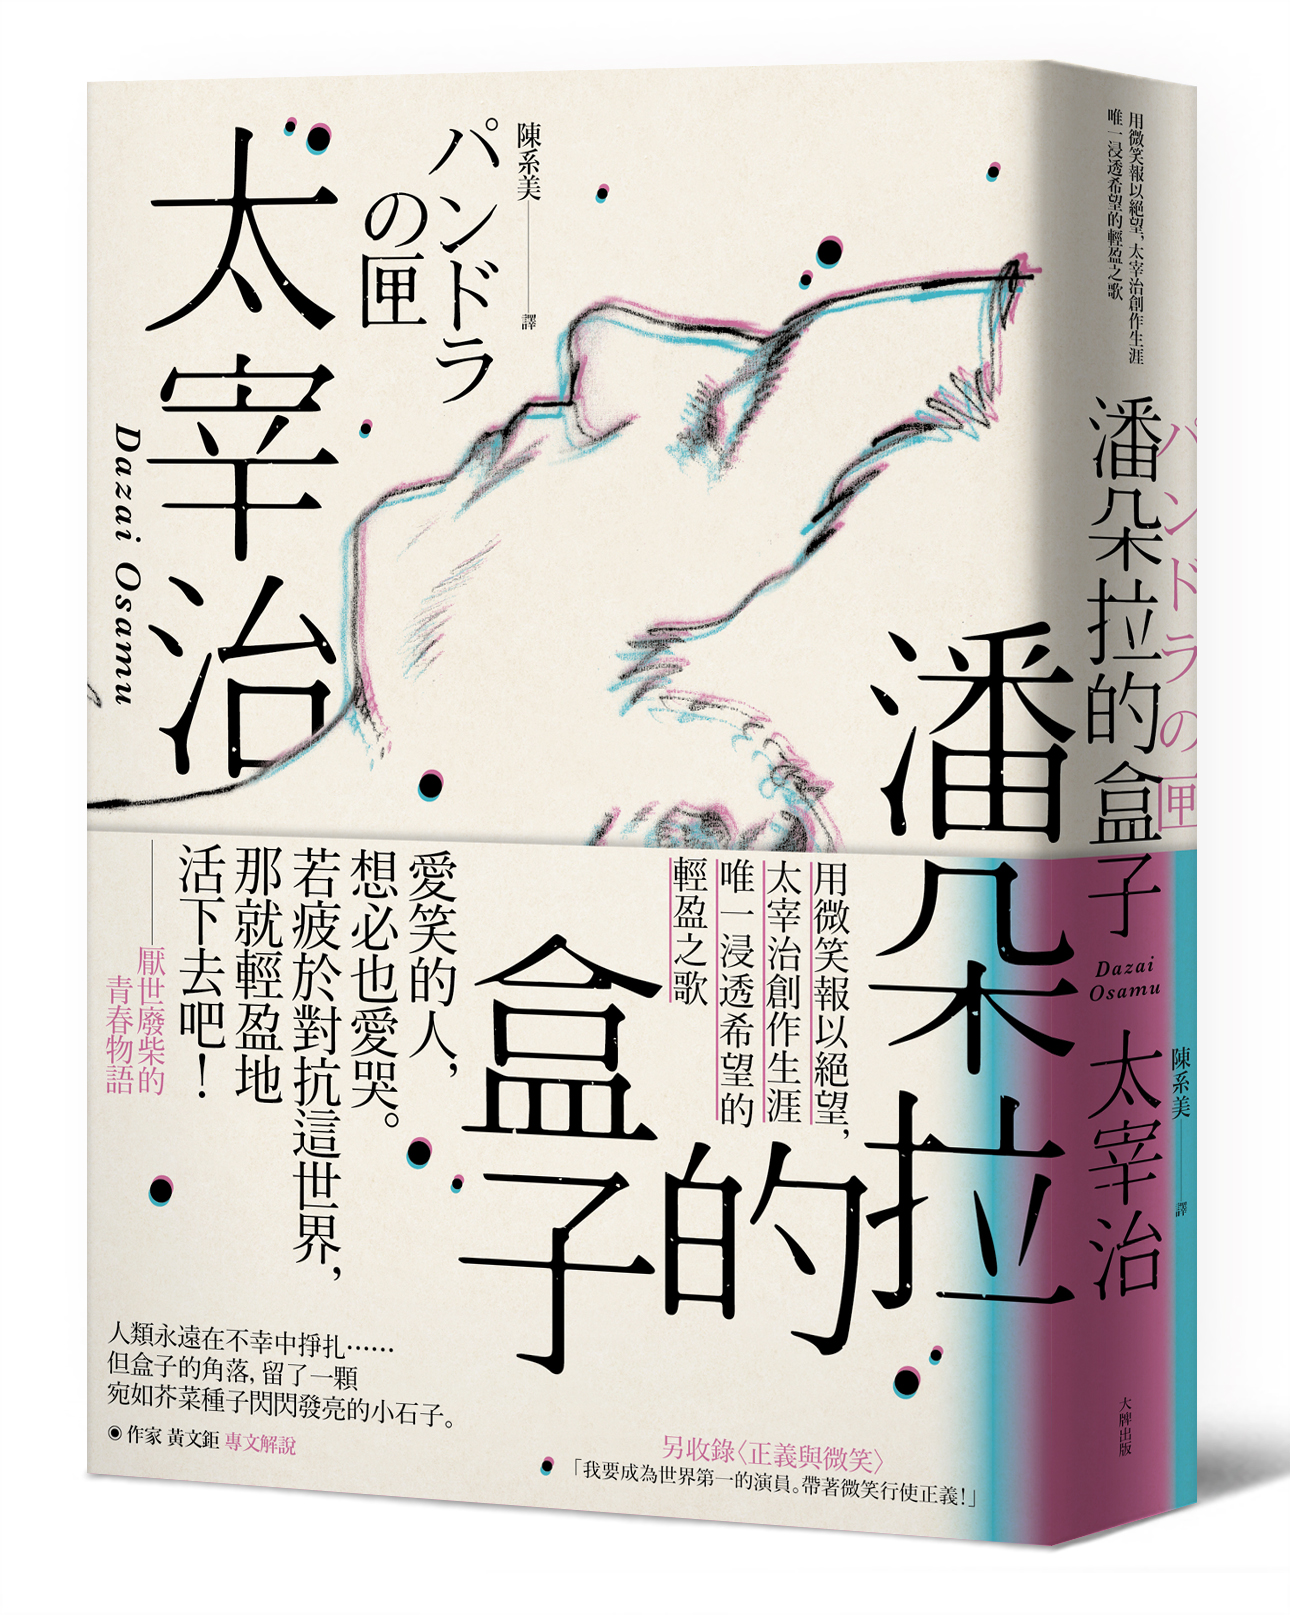 陳系美——譯
パンドラ
の匣
太宰治
Dazai Osamu
潘朵拉
的
盒子
用微笑報以絕望，
太宰治創作生涯
唯一浸透希望的
輕盈之歌
愛笑的人，
想必也愛哭。
若疲於對抗這世界，
那就輕盈地
活下去吧！
——厭世廢柴的
青春物語
人類永遠在不幸中掙扎……
但盒子的角落，留了一顆
宛如芥菜種子閃閃發亮的小石子。
◉作家 黃文鉅 專文解說
另收錄〈正義與微笑〉
「我要成為世界第一的演員。帶著微笑行使正義！」
用微笑報以絕望，太宰治創作生涯
唯一浸透希望的輕盈之歌
パンドラの匣
潘朵拉的盒子
Dazai
Osamu
太宰治
陳系美——譯
大牌出版